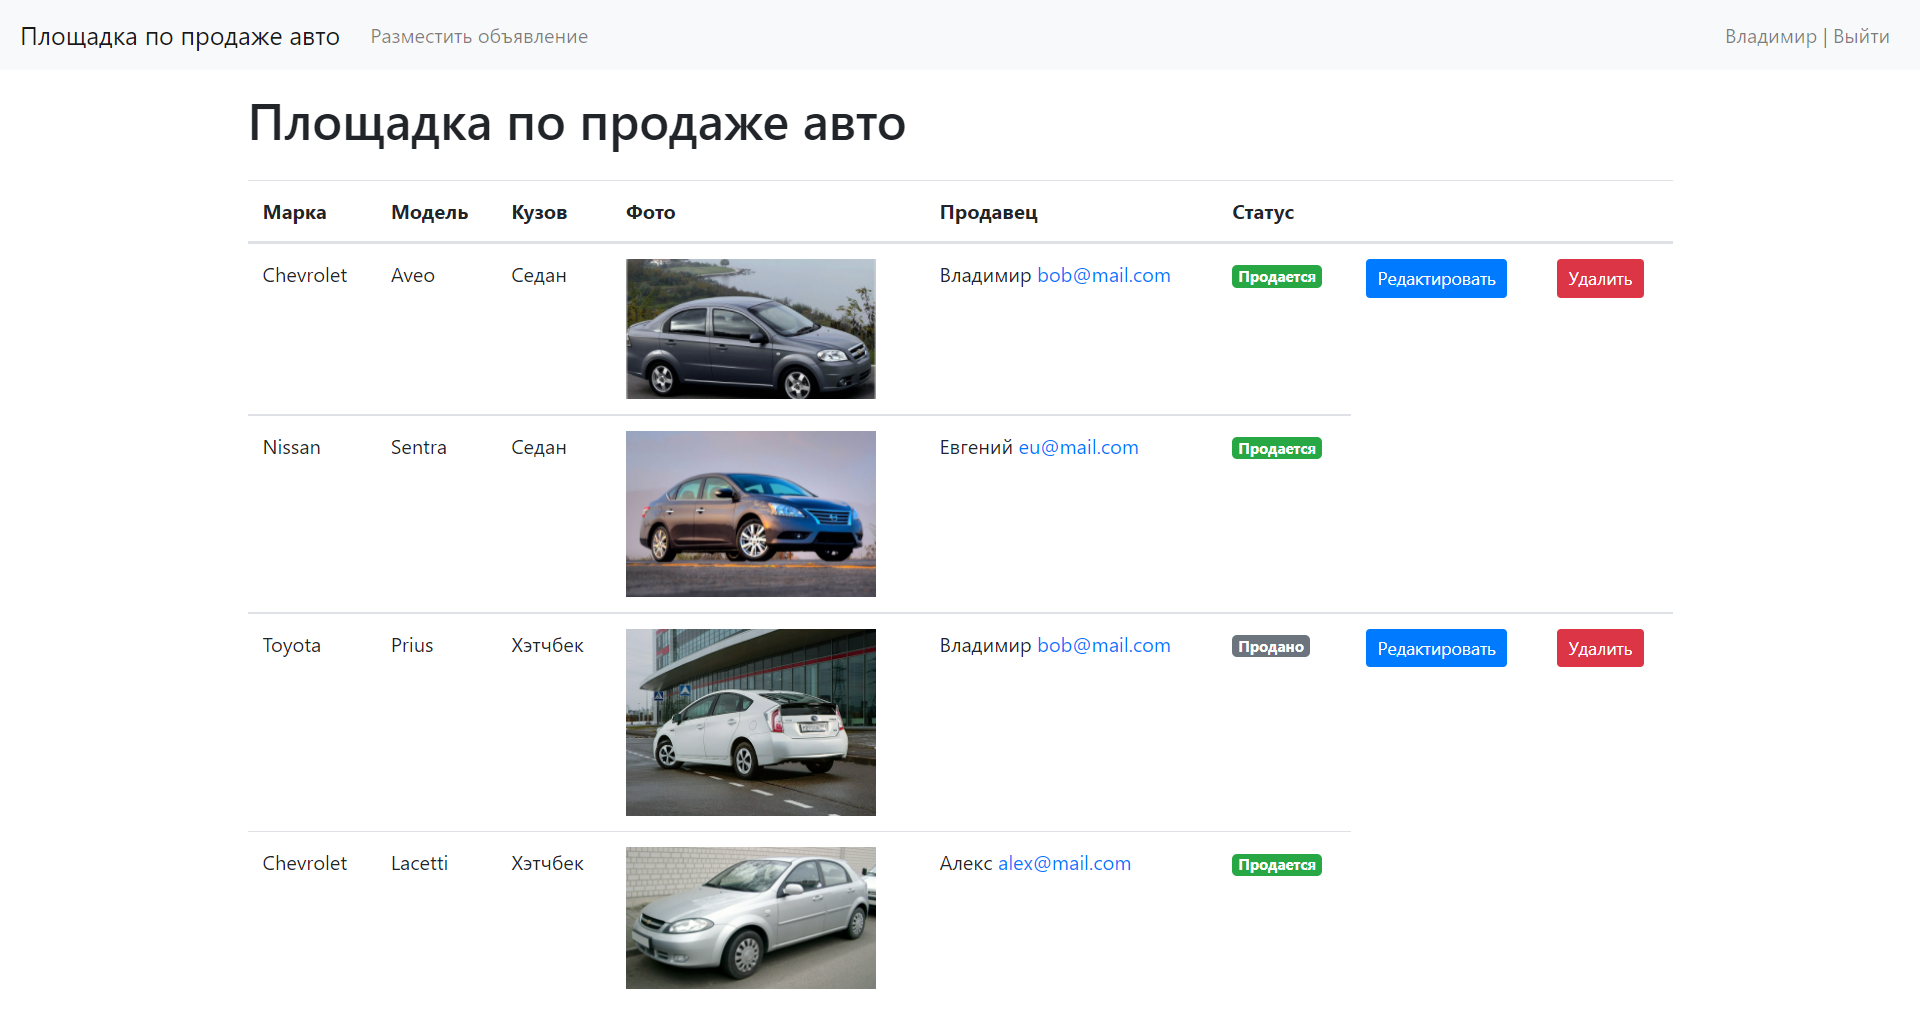 Площадка по продаже авто Разместить объявление Владимир | Выйти
Площадка по продаже авто
Марка Модель Кузов Фото Продавец Статус
Chevrolet Aveo Седан Владимир bob@mail.com Продается Редактировать Удалить
Nissan Sentra Седан Евгений eu@mail.com Продается
Toyota Prius Хэтчбек Владимир bob@mail.com Продано Редактировать Удалить
Chevrolet Lacetti Хэтчбек Алекс alex@mail.com Продается